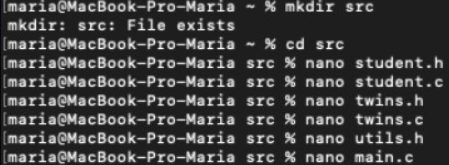 [maria@MacBook-Pro-Maria ~ % mkdir src
mkdir: src: File exists
[maria@MacBook-Pro-Maria ~ % cd src
[maria@MacBook-Pro-Maria src % nano student.h
[maria@MacBook-Pro-Maria src % nano student.c
[maria@MacBook-Pro-Maria src % nano twins.h
[maria@MacBook-Pro-Maria src % nano twins.c
[maria@MacBook-Pro-Maria src % nano utils.h
[maria@MacBook-Pro-Maria src % nano main.c